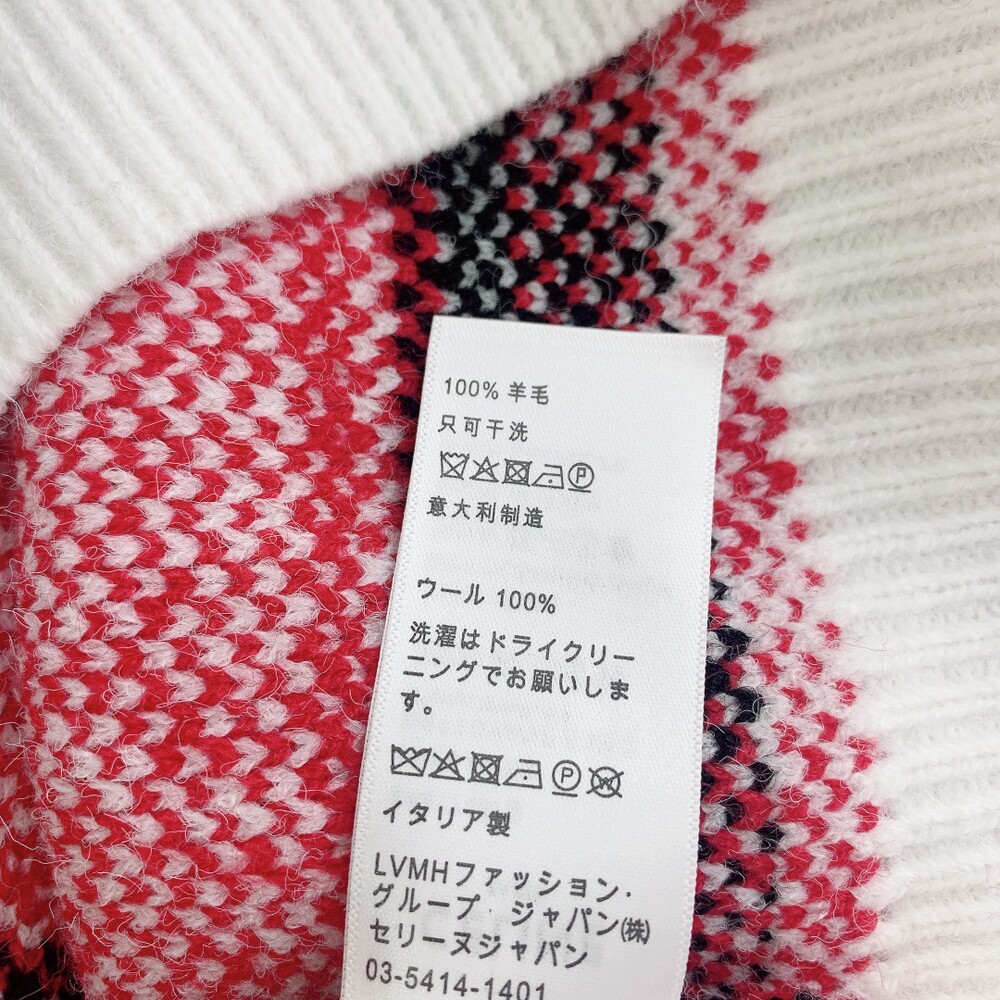 100% 羊毛
只可干洗
P
意大利制造
ウール 100%
洗濯はドライクリー
ニングでお願いしま
す。
P
イタリア製
LVMHファッション・
グループ・ジャパン㈱
セリーヌジャパン
03-5414-1401